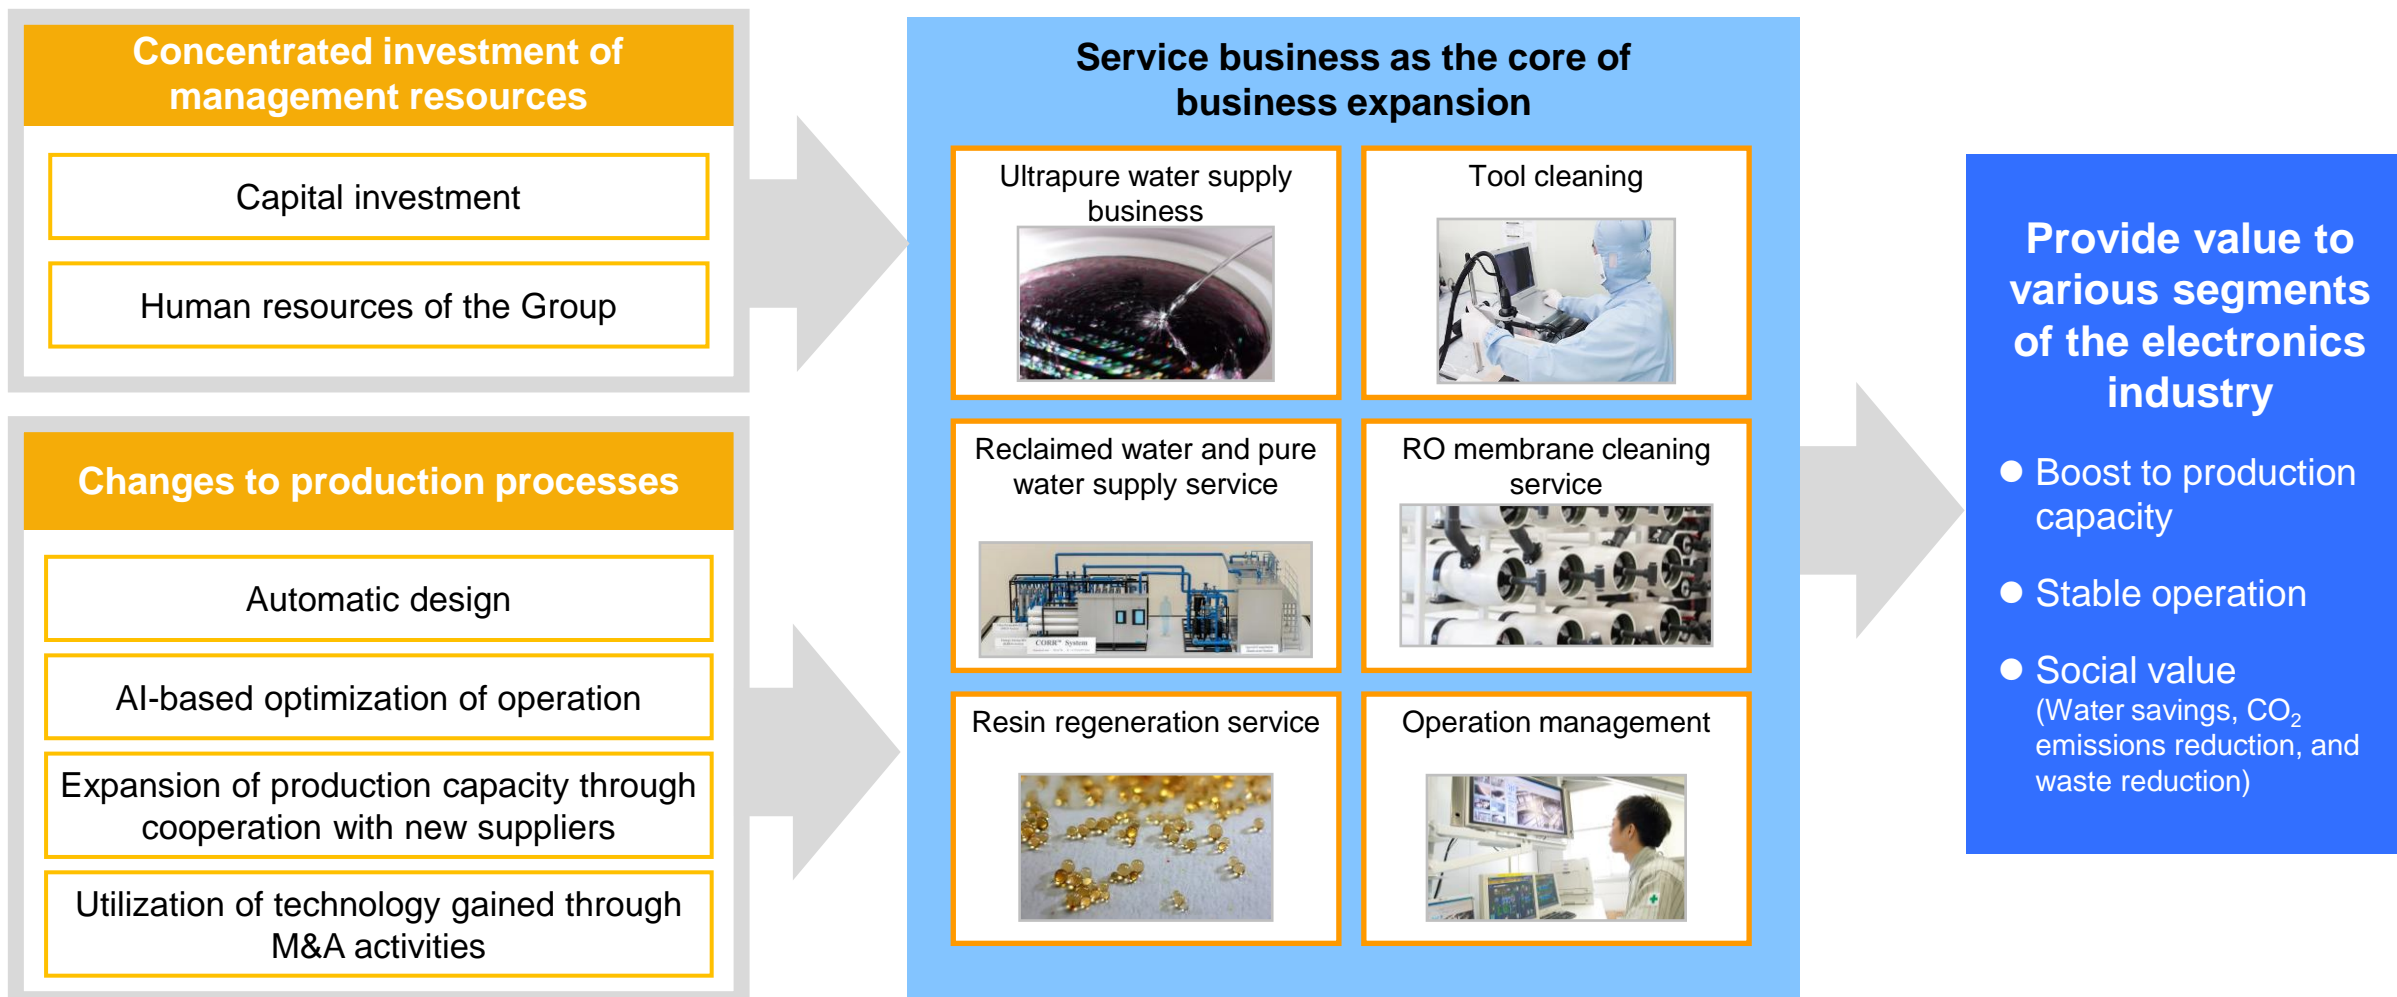 Concentrated investment of
management resources
Capital investment
Human resources of the Group
Changes to production processes
Automatic design
AI-based optimization of operation
Expansion of production capacity through
cooperation with new suppliers
Utilization of technology gained through
M&A activities
Service business as the core of
business expansion
Ultrapure water supply
business
Tool cleaning
Reclaimed water and pure
water supply service
CORR® System
RO membrane cleaning
service
Resin regeneration service
Operation management
Provide value to
various segments
of the electronics
industry
● Boost to production
capacity
● Stable operation
● Social value
(Water savings, CO₂
emissions reduction, and
waste reduction)